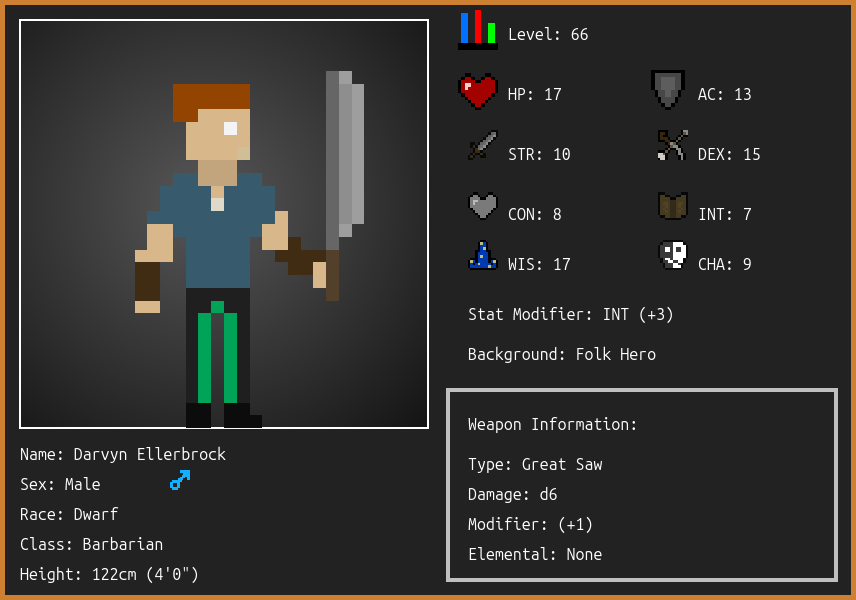 Level: 66
HP: 17
AC: 13
STR: 10
DEX: 15
CON: 8
INT: 7
WIS: 17
CHA: 9
Stat Modifier: INT (+3)
Background: Folk Hero
Weapon Information:
Type: Great Saw
Damage: d6
Modifier: (+1)
Elemental: None
Name: Darvyn Ellerbrock
Sex: Male
Race: Dwarf
Class: Barbarian
Height: 122cm (4'0")